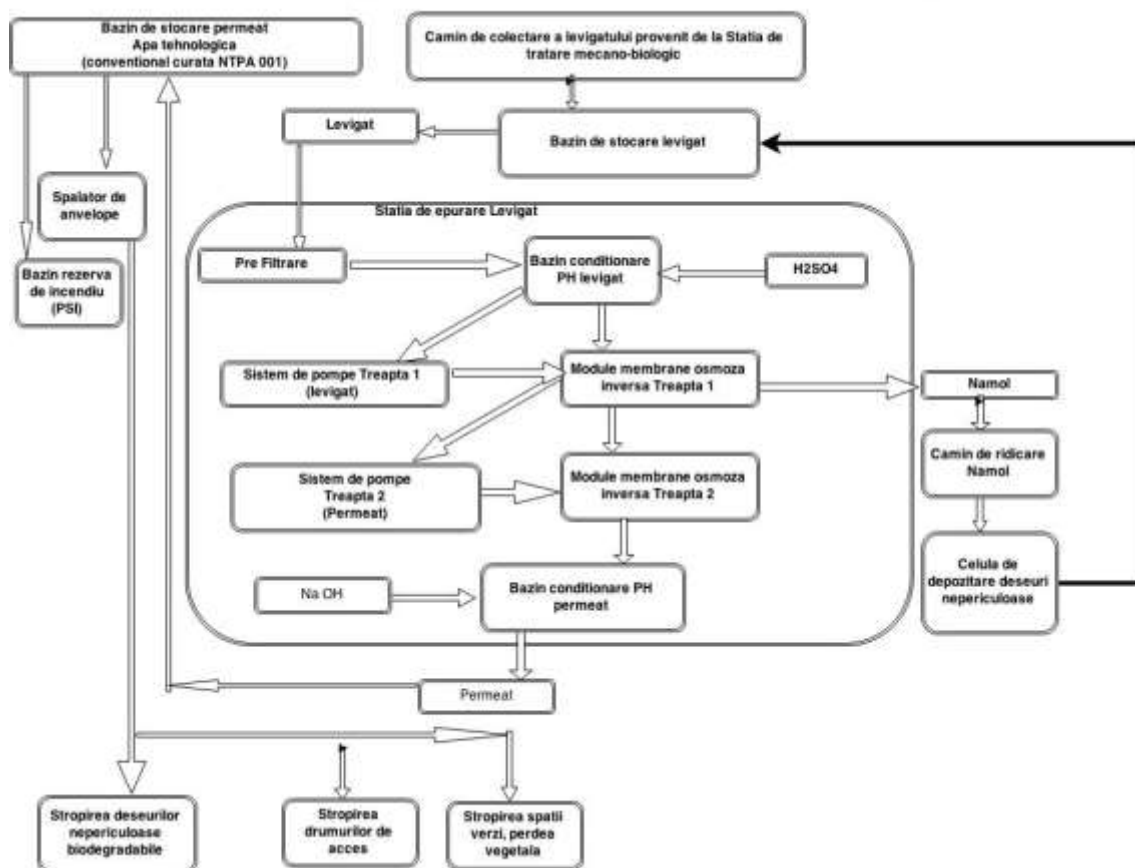 Bazin de stocare permeat
Apa tehnologica
(conventional curata NTPA 001)
Camin de colectare a levigatului provenit de la Statia de
tratare mecano-biologic
Levigat
Bazin de stocare levigat
Spalator de
anvelope
Statia de epurare Levigat
Pre Filtrare
Bazin conditionare
PH levigat
H2SO4
Bazin rezerva
de incendiu
(PSI)
Sistem de pompe Treapta 1
(levigat)
Module membrane osmoza
inversa Treapta 1
Namol
Camin de ridicare
Namol
Sistem de pompe
Treapta 2
(Permeat)
Module membrane osmoza
inversa Treapta 2
Celula de
depozitare deseuri
nepericuloase
Na OH
Bazin conditionare PH
permeat
Permeat
Stropirea deseurilor
nepericuloase
biodegradabile
Stropirea
drumurilor de
acces
Stropirea spatii
verzi, perdea
vegetala